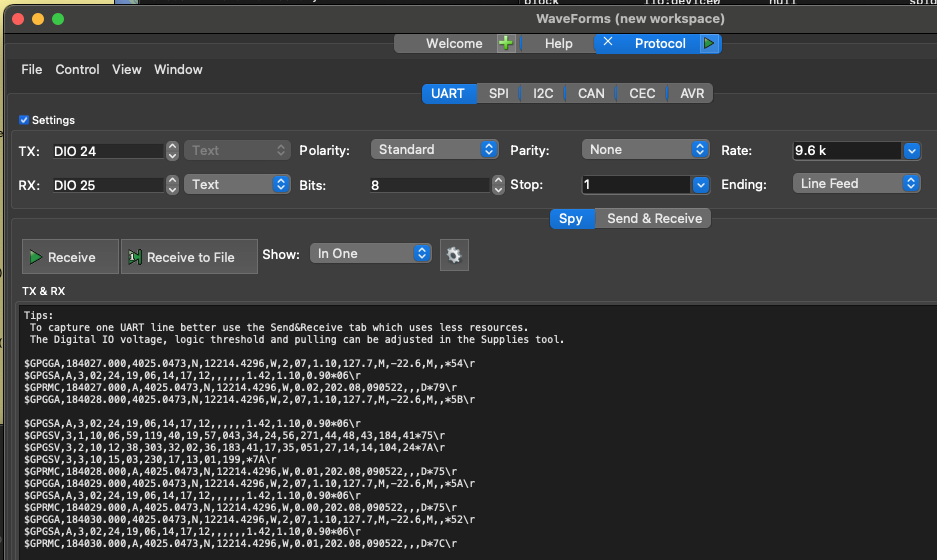 block
WaveForms (new workspace)
Welcome Help Protocol
File Control View Window
UART SPI I2C CAN CEC AVR
Settings
TX: DIO 24 Text Polarity: Standard Parity: None Rate: 9.6 k
RX: DIO 25 Text Bits: 8 Stop: 1 Ending: Line Feed
Spy Send & Receive
Receive Receive to File Show: In One
TX & RX
Tips:
To capture one UART line better use the Send&Receive tab which uses less resources.
The Digital IO voltage, logic threshold and pulling can be adjusted in the Supplies tool.
$GPGGA,184027.000,4025.0473,N,12214.4296,W,2,07,1.10,127.7,M,-22.6,M,,*54\r
$GPGSA,A,3,02,24,19,06,14,17,12,,,,,,1.42,1.10,0.90*06\r
$GPRMC,184027.000,A,4025.0473,N,12214.4296,W,0.02,202.08,090522,,,D*79\r
$GPGGA,184028.000,4025.0473,N,12214.4296,W,2,07,1.10,127.7,M,-22.6,M,,*5B\r
$GPGSA,A,3,02,24,19,06,14,17,12,,,,,,1.42,1.10,0.90*06\r
$GPGSV,3,1,10,06,59,119,40,19,57,043,34,24,56,271,44,48,43,184,41*75\r
$GPGSV,3,2,10,12,38,303,32,02,36,183,41,17,35,051,27,14,14,104,24*7A\r
$GPGSV,3,3,10,15,03,230,17,13,01,199,*7A\r
$GPRMC,184028.000,A,4025.0473,N,12214.4296,W,0.01,202.08,090522,,,D*75\r
$GPGGA,184029.000,4025.0473,N,12214.4296,W,2,07,1.10,127.7,M,-22.6,M,,*5A\r
$GPGSA,A,3,02,24,19,06,14,17,12,,,,,,1.42,1.10,0.90*06\r
$GPRMC,184029.000,A,4025.0473,N,12214.4296,W,0.00,202.08,090522,,,D*75\r
$GPGGA,184030.000,4025.0473,N,12214.4296,W,2,07,1.10,127.7,M,-22.6,M,,*52\r
$GPGSA,A,3,02,24,19,06,14,17,12,,,,,,1.42,1.10,0.90*06\r
$GPRMC,184030.000,A,4025.0473,N,12214.4296,W,0.01,202.08,090522,,,D*7C\r